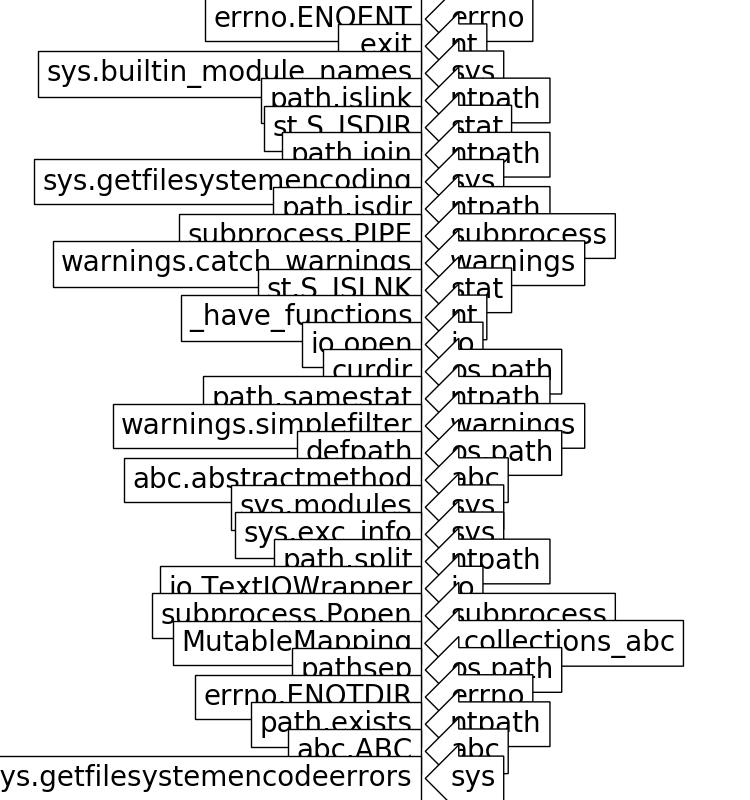 errno.ENOENT errno
exit nt
sys.builtin_module_names sys
path.islink ntpath
st.S_ISDIR stat
path.join ntpath
sys.getfilesystemencoding sys
path.isdir ntpath
subprocess.PIPE subprocess
warnings.catch_warnings warnings
st.S_ISLNK stat
_have_functions nt
io.open io
curdir os.path
path.samestat ntpath
warnings.simplefilter warnings
defpath os.path
abc.abstractmethod abc
sys.modules sys
sys.exc_info sys
path.split ntpath
io.TextIOWrapper io
subprocess.Popen subprocess
MutableMapping collections_abc
pathsep os.path
errno.ENOTDIR errno
path.exists ntpath
abc.ABC abc
ys.getfilesystemencodeerrors sys